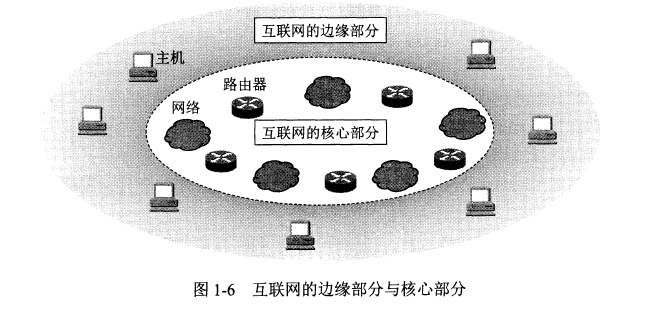 互联网的边缘部分
主机
路由器
网络
互联网的核心部分
图 1-6 互联网的边缘部分与核心部分